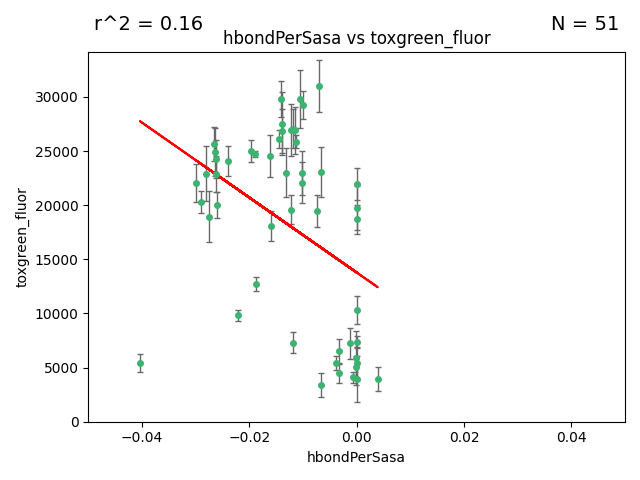 r^2 = 0.16
N = 51
hbondPerSasa vs toxgreen_fluor
toxgreen_fluor
30000
25000
20000
15000
10000
5000
0
−0.04
−0.02
0.00
0.02
0.04
hbondPerSasa